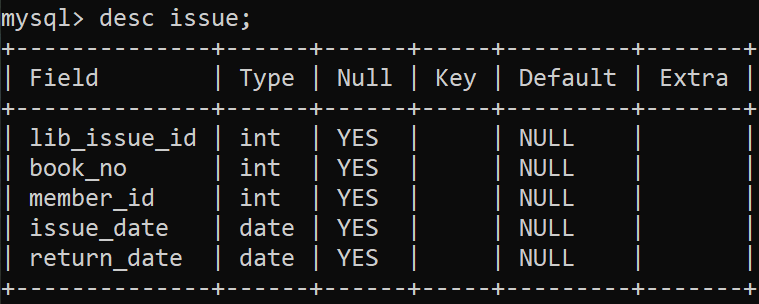 mysql> desc issue;
+--------------+------+------+-----+---------+-------+
| Field        | Type | Null | Key | Default | Extra |
+--------------+------+------+-----+---------+-------+
| lib_issue_id | int  | YES  |     | NULL    |       |
| book_no      | int  | YES  |     | NULL    |       |
| member_id    | int  | YES  |     | NULL    |       |
| issue_date   | date | YES  |     | NULL    |       |
| return_date  | date | YES  |     | NULL    |       |
+--------------+------+------+-----+---------+-------+